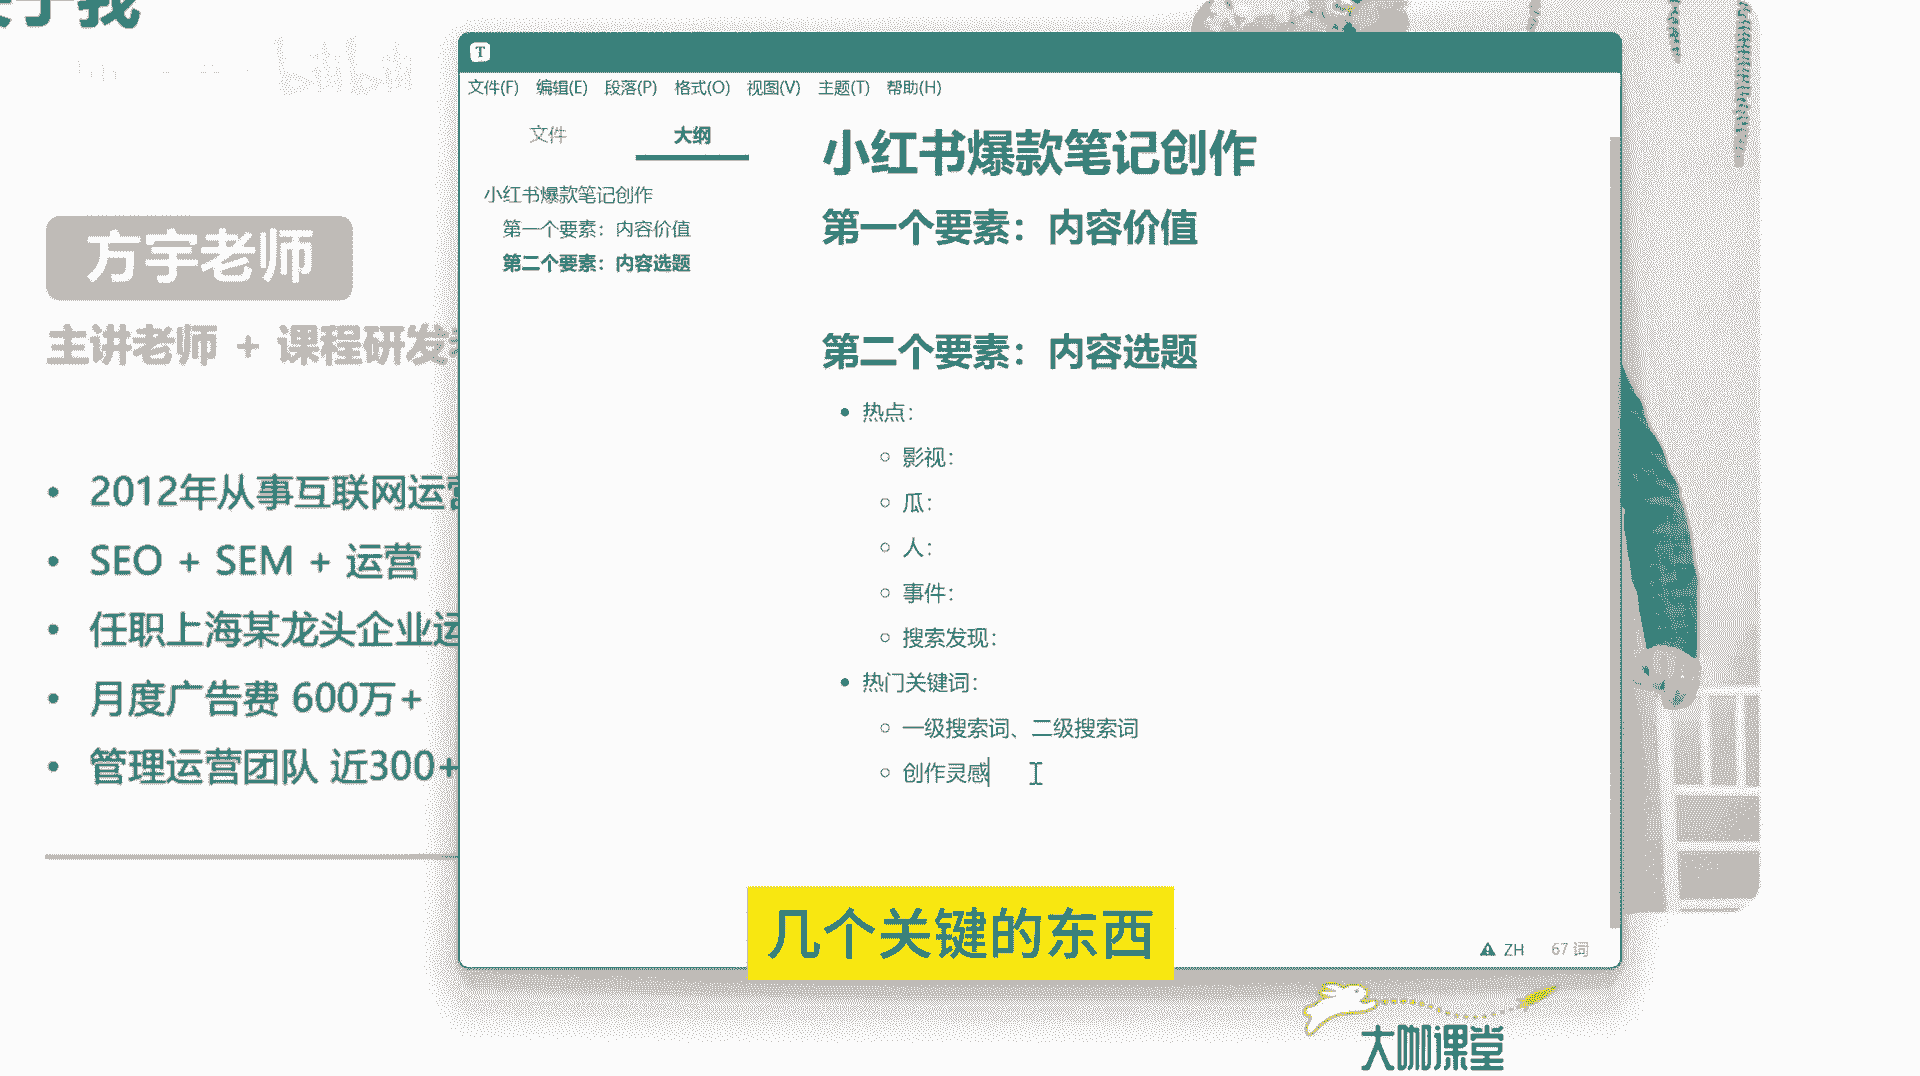 于我
bilibili
方宇老师
主讲老师 + 课程研发
2012年从事互联网运营
SEO + SEM + 运营
任职上海某龙头企业运
月度广告费 600万+
管理运营团队 近300+
T
文件(F) 编辑(E) 段落(P) 格式(O) 视图(V) 主题(T) 帮助(H)
文件 大纲
小红书爆款笔记创作
第一个要素：内容价值
第二个要素：内容选题
小红书爆款笔记创作
第一个要素：内容价值
第二个要素：内容选题
热点：
影视：
瓜：
人：
事件：
搜索发现：
热门关键词：
一级搜索词、二级搜索词
创作灵感
ZH 67 词
几个关键的东西
大咖课堂